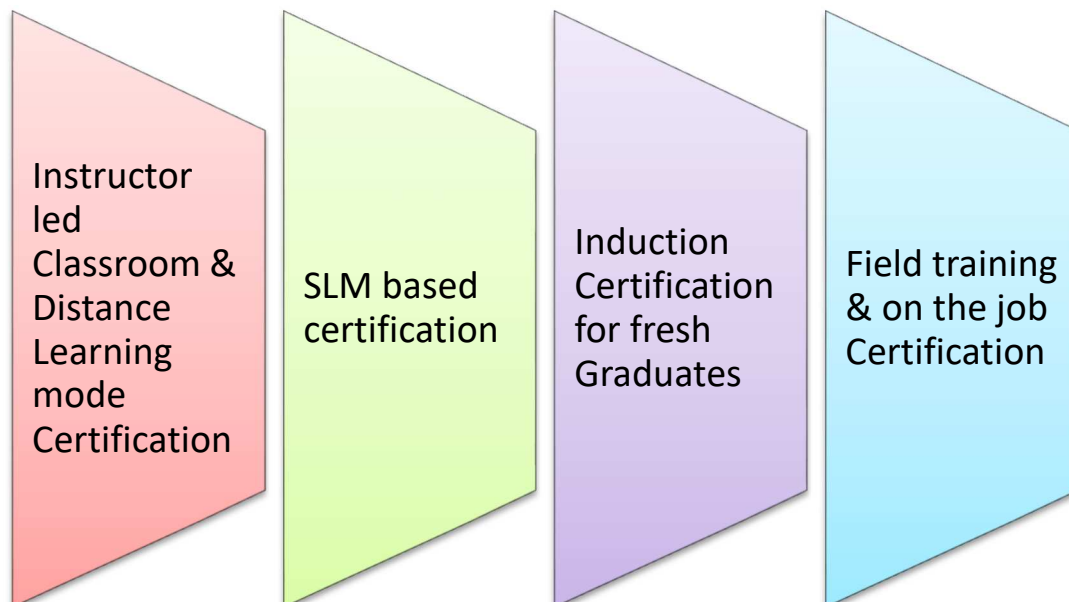 Instructor
led
Classroom &
Distance
Learning
mode
Certification
SLM based
certification
Induction
Certification
for fresh
Graduates
Field training
& on the job
Certification